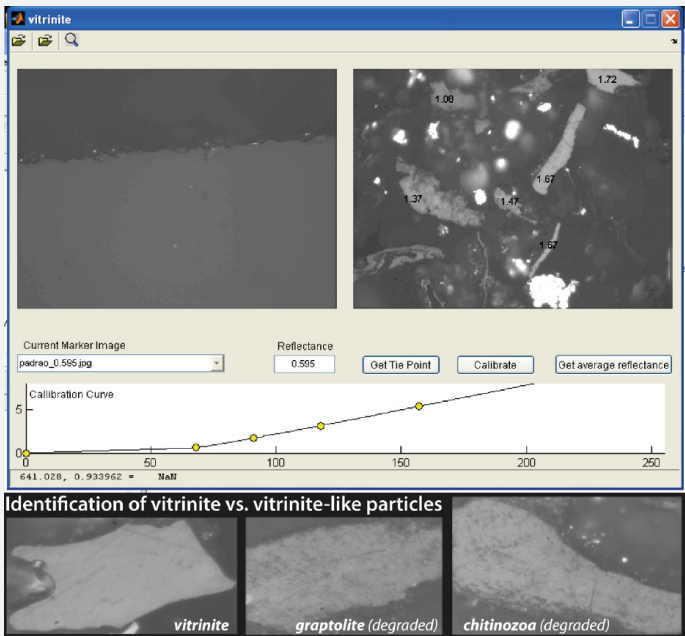 vitrinite
1.72
1.08
1.67
1.37
1.47
1.67
Current Marker Image
Reflectance
padrao_0.595.jpg
0.595
Get Tie Point
Calibrate
Get average reflectance
Callibration Curve
5
0
0
50
100
150
200
250
641.028, 0.933962 = NaN
Identification of vitrinite vs. vitrinite-like particles
vitrinite
graptolite (degraded)
chitinozoa (degraded)